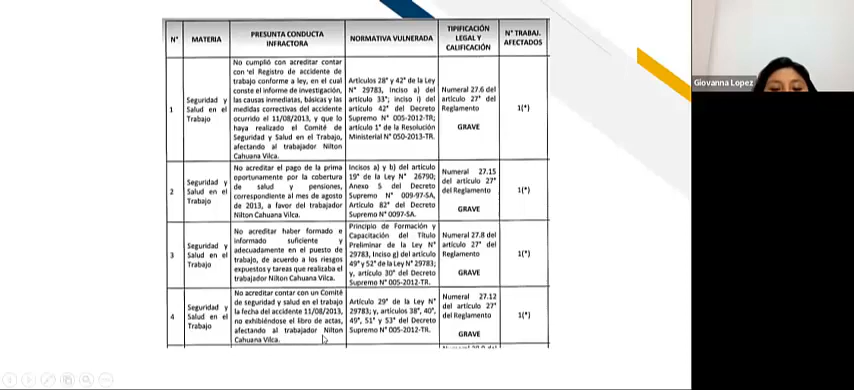 N° MATERIA PRESUNTA CONDUCTA INFRACTORA NORMATIVA VULNERADA TIPIFICACIÓN LEGAL Y CALIFICACIÓN N° TRABAJ. AFECTADOS
1
Seguridad y
Salud en el
Trabajo
No cumplió con acreditar contar
con el Registro de accidente de
trabajo conforme a ley, en el cual
conste el informe de investigación,
las causas inmediatas, básicas y las
medidas correctivas del accidente
ocurrido el 11/08/2013, y que lo
haya realizado el Comité de
Seguridad y Salud en el Trabajo,
afectando al trabajador Nilton
Cahuana Vilca.
Artículos 28° y 42° de la Ley
N° 29783, inciso a) del
artículo 33°; inciso i) del
artículo 42° del Decreto
Supremo N° 005-2012-TR;
artículo 1° de la Resolución
Ministerial N° 050-2013-TR.
Numeral 27.6 del
artículo 27° del
Reglamento
GRAVE
1(*)
2
Seguridad y
Salud en el
Trabajo
No acreditar el pago de la prima
oportunamente por la cobertura
de salud y pensiones,
correspondiente al mes de agosto
de 2013, a favor del trabajador
Nilton Cahuana Vilca.
Incisos a) y b) del artículo
19° de la Ley N° 26790;
Anexo 5 del Decreto
Supremo N° 009-97-SA,
Artículo 82° del Decreto
Supremo N° 0097-SA.
Numeral 27.15
del artículo 27°
del Reglamento
GRAVE
1(*)
3
Seguridad y
Salud en el
Trabajo
No acreditar haber formado e
informado suficiente y
adecuadamente en el puesto de
trabajo, de acuerdo a los riesgos
expuestos y tareas que realizaba el
trabajador Nilton Cahuana Vilca.
Principio de Formación y
Capacitación del Título
Preliminar de la Ley N°
29783, Inciso g) del artículo
49° y 52° de la Ley N° 29783;
y, artículo 30° del Decreto
Supremo N° 005-2012-TR.
Numeral 27.8 del
artículo 27° del
Reglamento
GRAVE
1(*)
4
Seguridad y
Salud en el
Trabajo
No acreditar contar con un Comité
de seguridad y salud en el trabajo
la fecha del accidente 11/08/2013,
no exhibiéndose el libro de actas,
afectando al trabajador Nilton
Cahuana Vilca.
Artículo 29° de la Ley N°
29783; y, artículos 38°, 40°,
49°, 51° y 53° del Decreto
Supremo N° 005-2012-TR.
Numeral 27.12
del artículo 27°
del Reglamento
GRAVE
1(*)
Giovanna Lopez